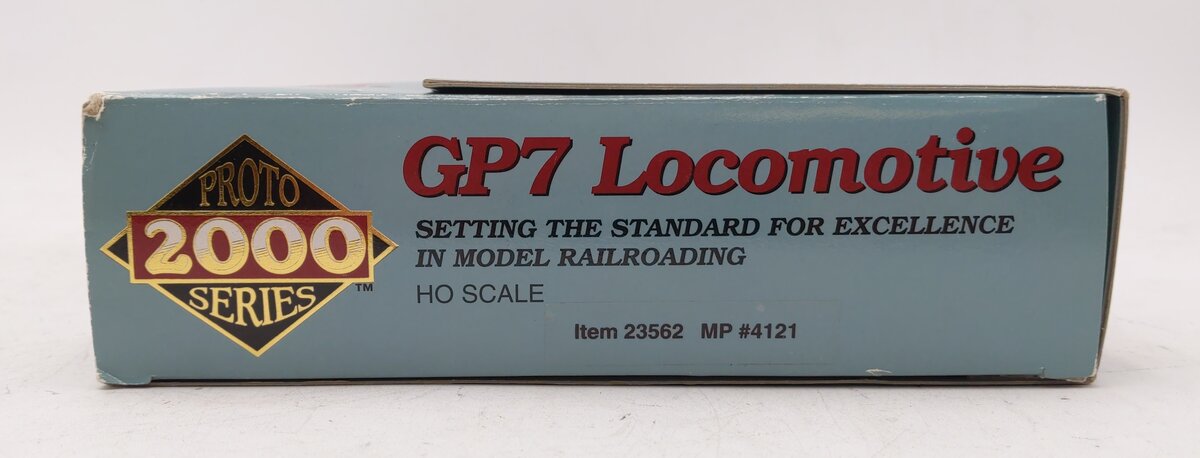 PROTO
2000
SERIES
TM
GP7 Locomotive
SETTING THE STANDARD FOR EXCELLENCE
IN MODEL RAILROADING
HO SCALE
Item 23562 MP #4121